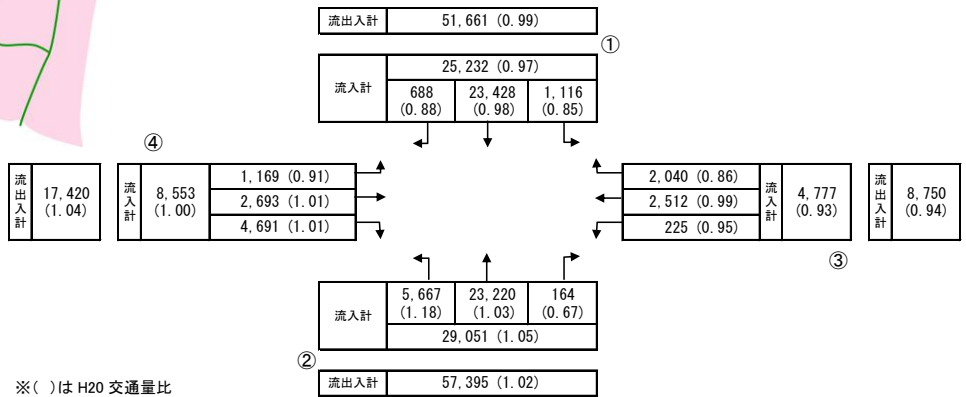 流出入計 51,661 (0.99)
①
流入計 25,232 (0.97)
688 23,428 1,116
(0.88) (0.98) (0.85)
④
流出入計 17,420 (1.04)
流入計 8,553 (1.00)
1,169 (0.91)
2,693 (1.01)
4,691 (1.01)
2,040 (0.86)
2,512 (0.99)
225 (0.95)
流入計 4,777 (0.93)
流出入計 8,750 (0.94)
③
流入計
5,667 23,220 164
(1.18) (1.03) (0.67)
29,051 (1.05)
②
流出入計 57,395 (1.02)
※( )は H20 交通量比